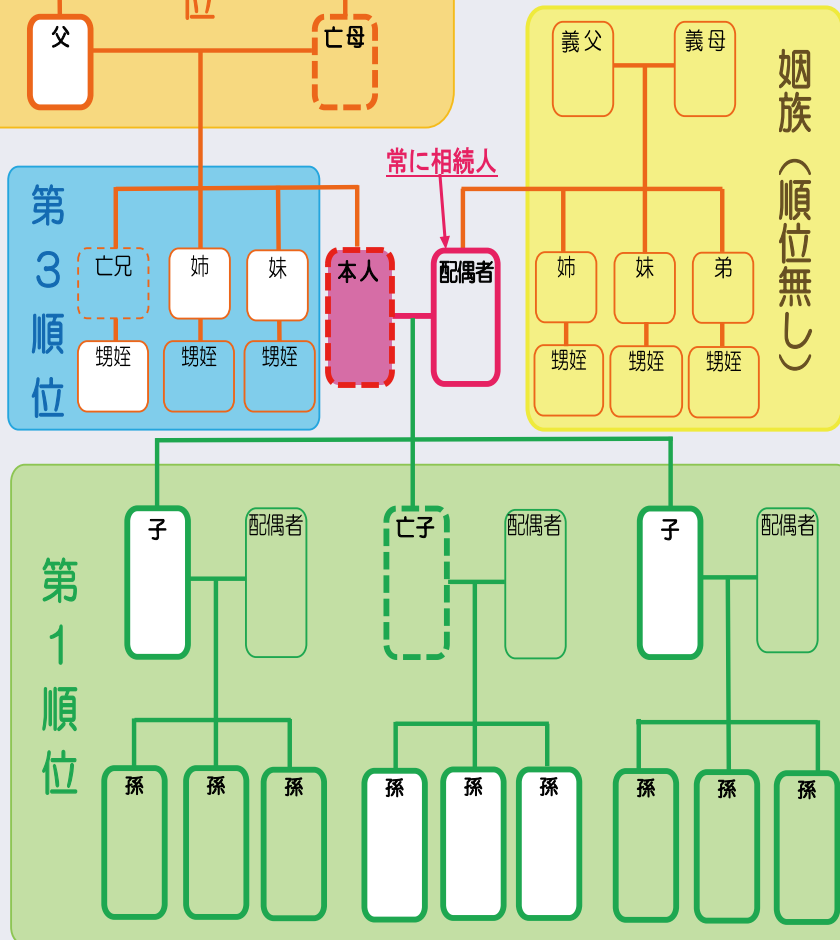 位
父
亡母
義父
義母
姻族（順位無し）
常に相続人
第3順位
亡兄
姉
妹
本人
配偶者
姉
妹
弟
甥姪
甥姪
甥姪
甥姪
甥姪
甥姪
第1順位
子
配偶者
亡子
配偶者
子
配偶者
孫
孫
孫
孫
孫
孫
孫
孫
孫